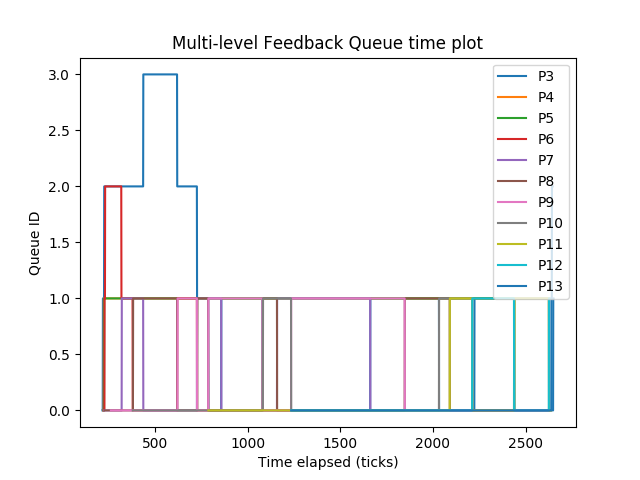 Multi-level Feedback Queue time plot
3.0
2.5
2.0
1.5
1.0
0.5
0.0
Queue ID
500
1000
1500
2000
2500
Time elapsed (ticks)
P3
P4
P5
P6
P7
P8
P9
P10
P11
P12
P13